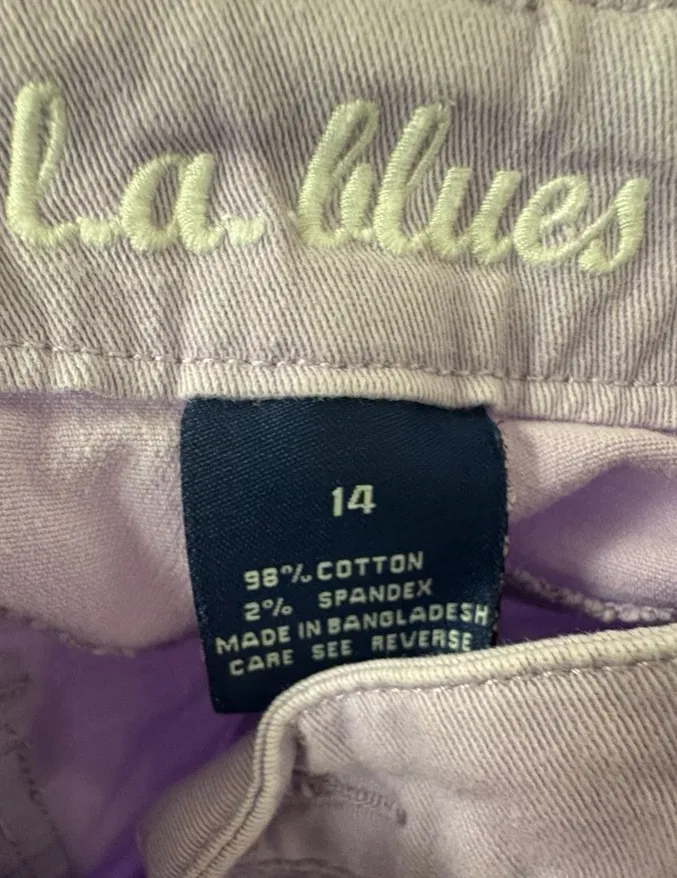 l.a. blues
14
98% COTTON
2% SPANDEX
MADE IN BANGLADESH
CARE SEE REVERSE